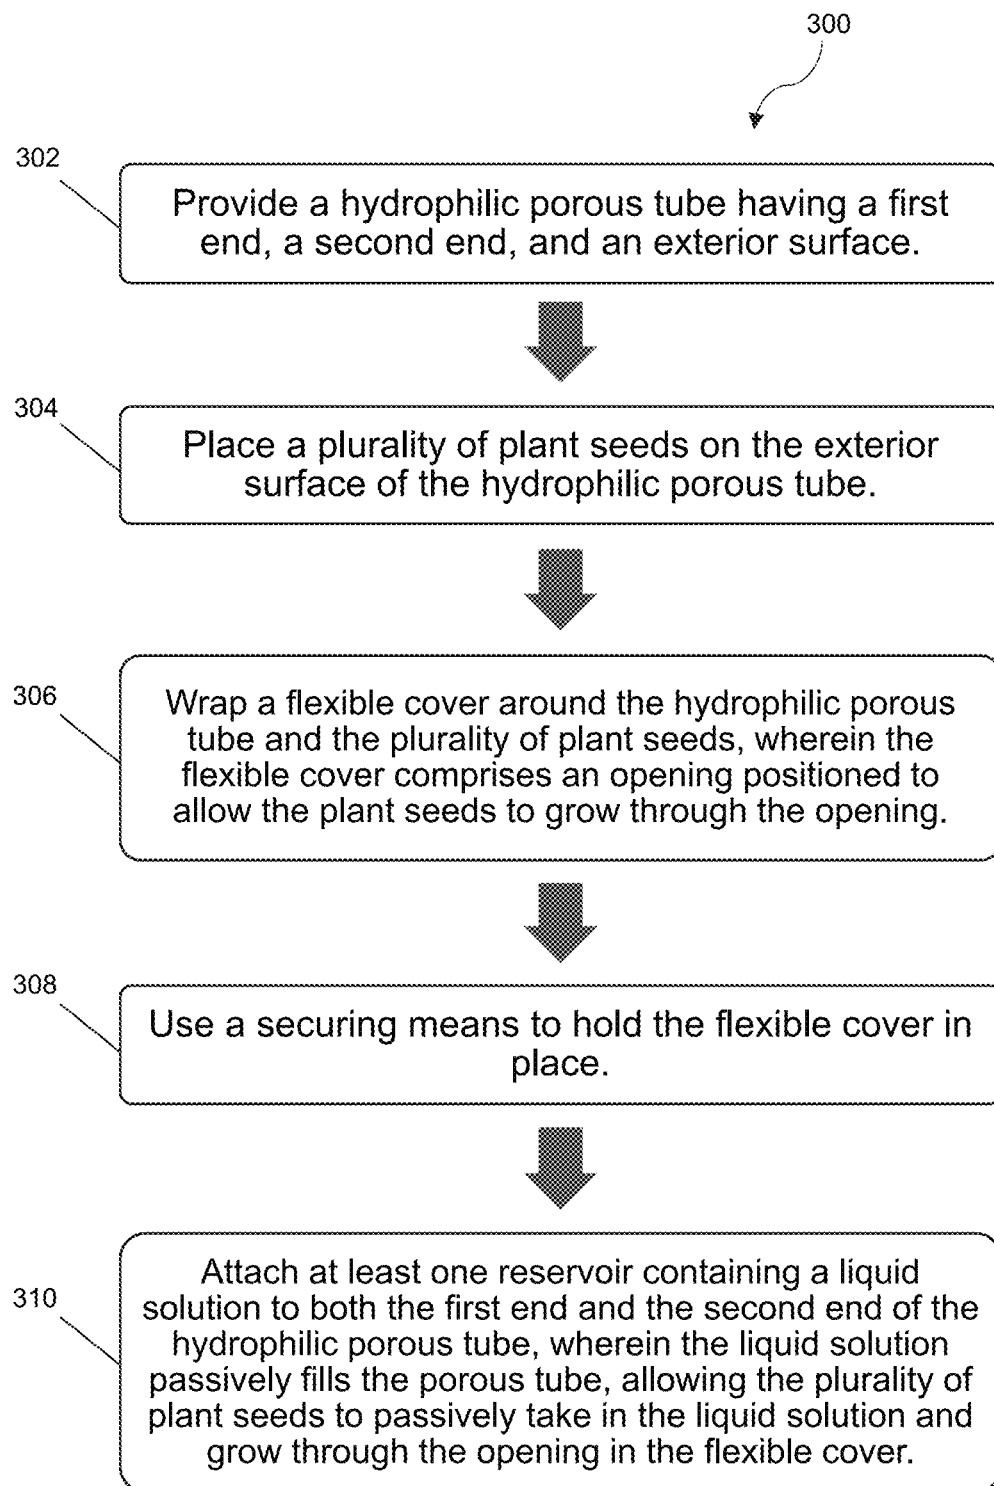 300
302
Provide a hydrophilic porous tube having a first
end, a second end, and an exterior surface.
304
Place a plurality of plant seeds on the exterior
surface of the hydrophilic porous tube.
306
Wrap a flexible cover around the hydrophilic porous
tube and the plurality of plant seeds, wherein the
flexible cover comprises an opening positioned to
allow the plant seeds to grow through the opening.
308
Use a securing means to hold the flexible cover in
place.
310
Attach at least one reservoir containing a liquid
solution to both the first end and the second end of the
hydrophilic porous tube, wherein the liquid solution
passively fills the porous tube, allowing the plurality of
plant seeds to passively take in the liquid solution and
grow through the opening in the flexible cover.